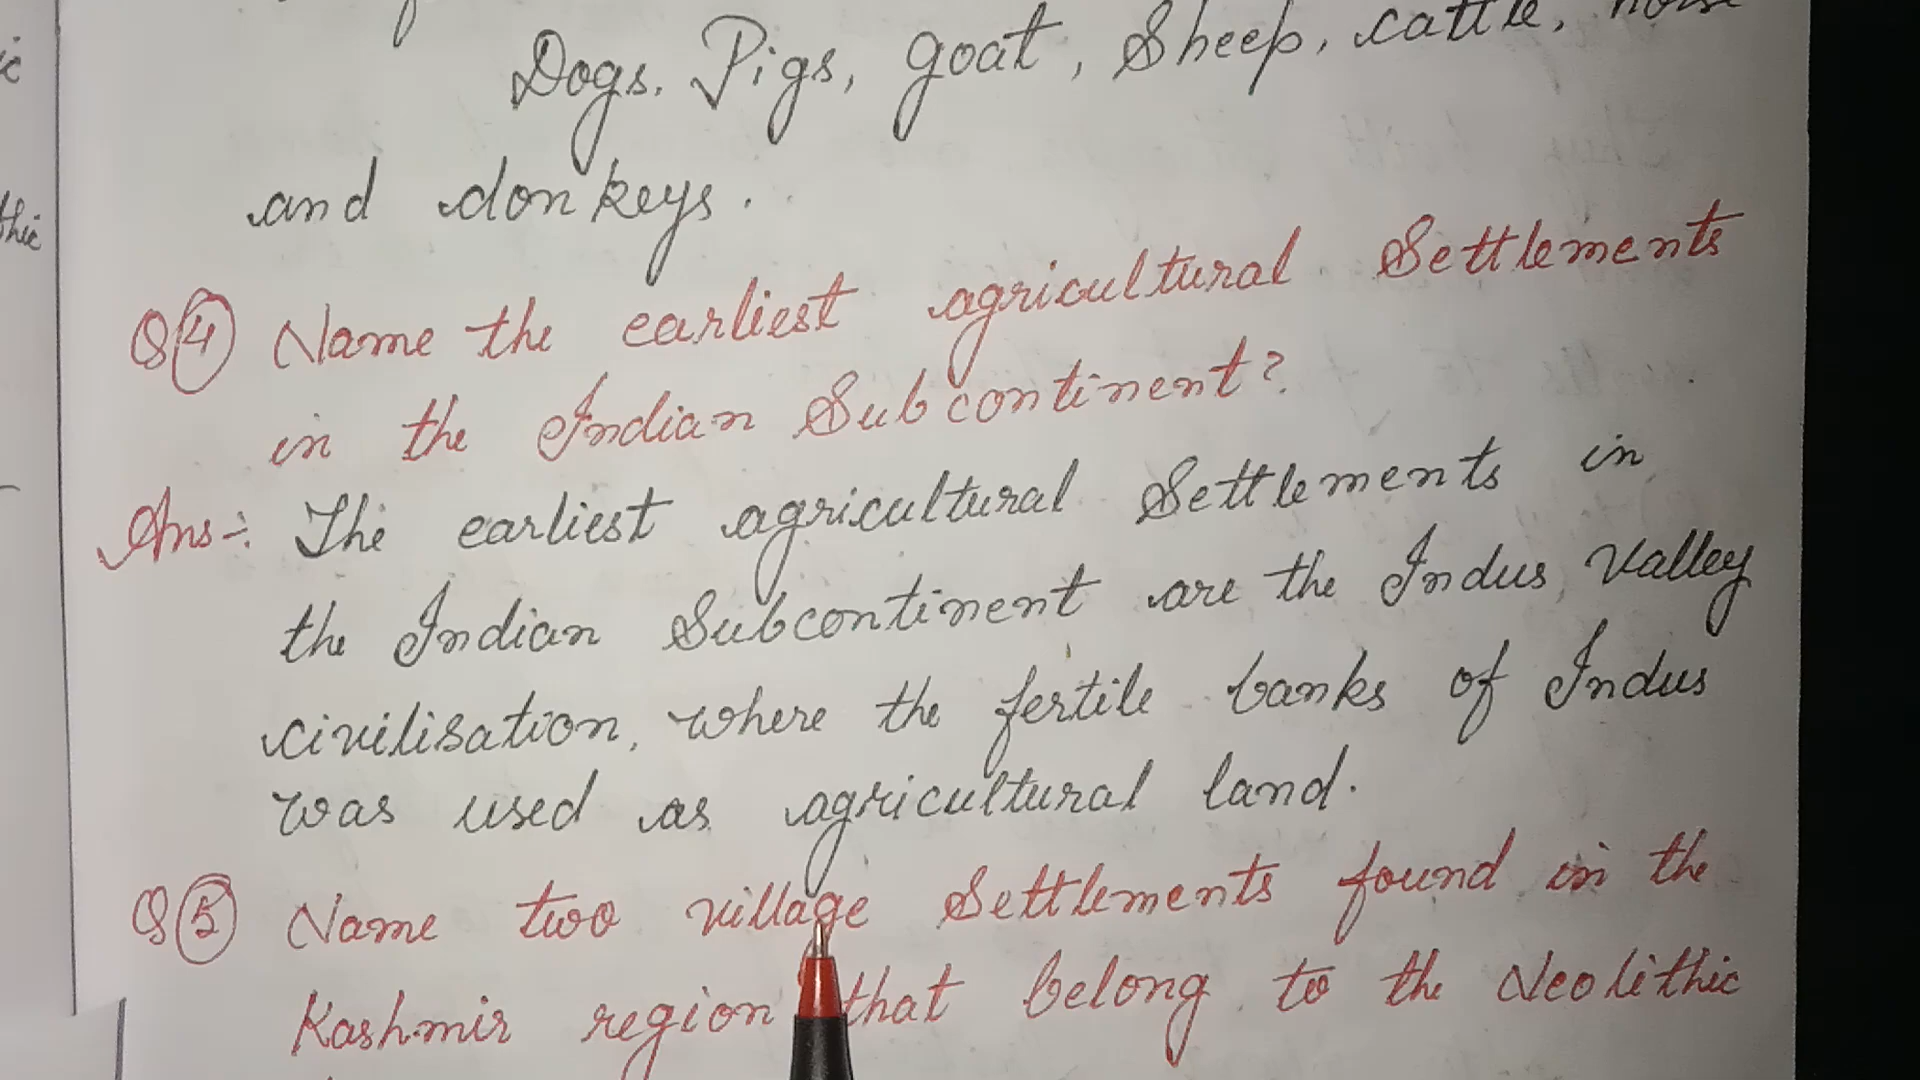 ic
thic
Dogs. Pigs, goat, Sheep, cattle, horse
and donkeys.
Q4 Name the earliest agricultural Settlements
in the Indian Subcontinent?
Ans:- The earliest agricultural Settlements in
the Indian Subcontinent are the Indus Valley
civilisation, where the fertile banks of Indus
was used as agricultural land.
Q5 Name two village Settlements found in the
Kashmir region that belong to the Neolithic